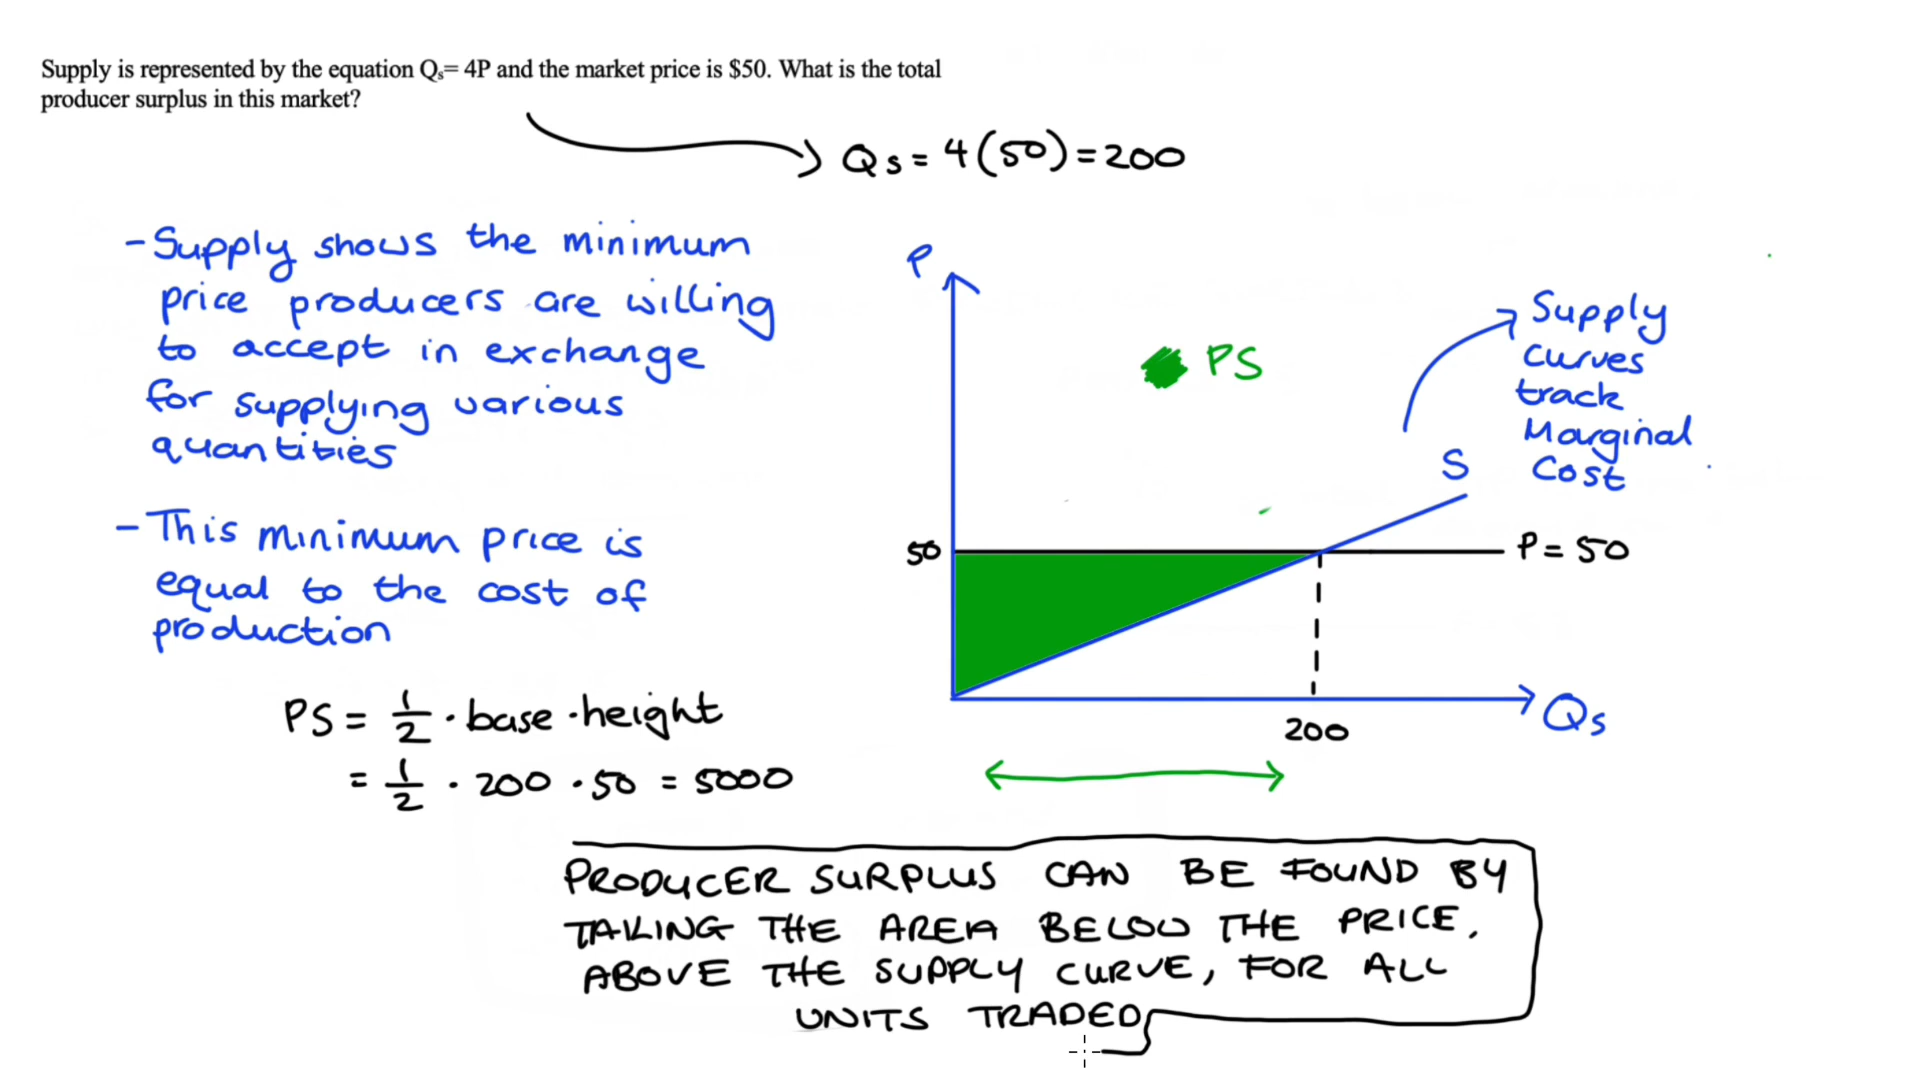 Supply is represented by the equation Qs= 4P and the market price is $50. What is the total
producer surplus in this market?
Qs = 4(50) = 200
- Supply shows the minimum
price producers are willing
to accept in exchange
for supplying various
quantities
- This minimum price is
equal to the cost of
production
PS = 1/2 · base · height
= 1/2 · 200 · 50 = 5000
P
PS
Supply
curves
track
Marginal
Cost
S
50
P = 50
200
Qs
PRODUCER SURPLUS CAN BE FOUND BY
TAKING THE AREA BELOW THE PRICE,
ABOVE THE SUPPLY CURVE, FOR ALL
UNITS TRADED